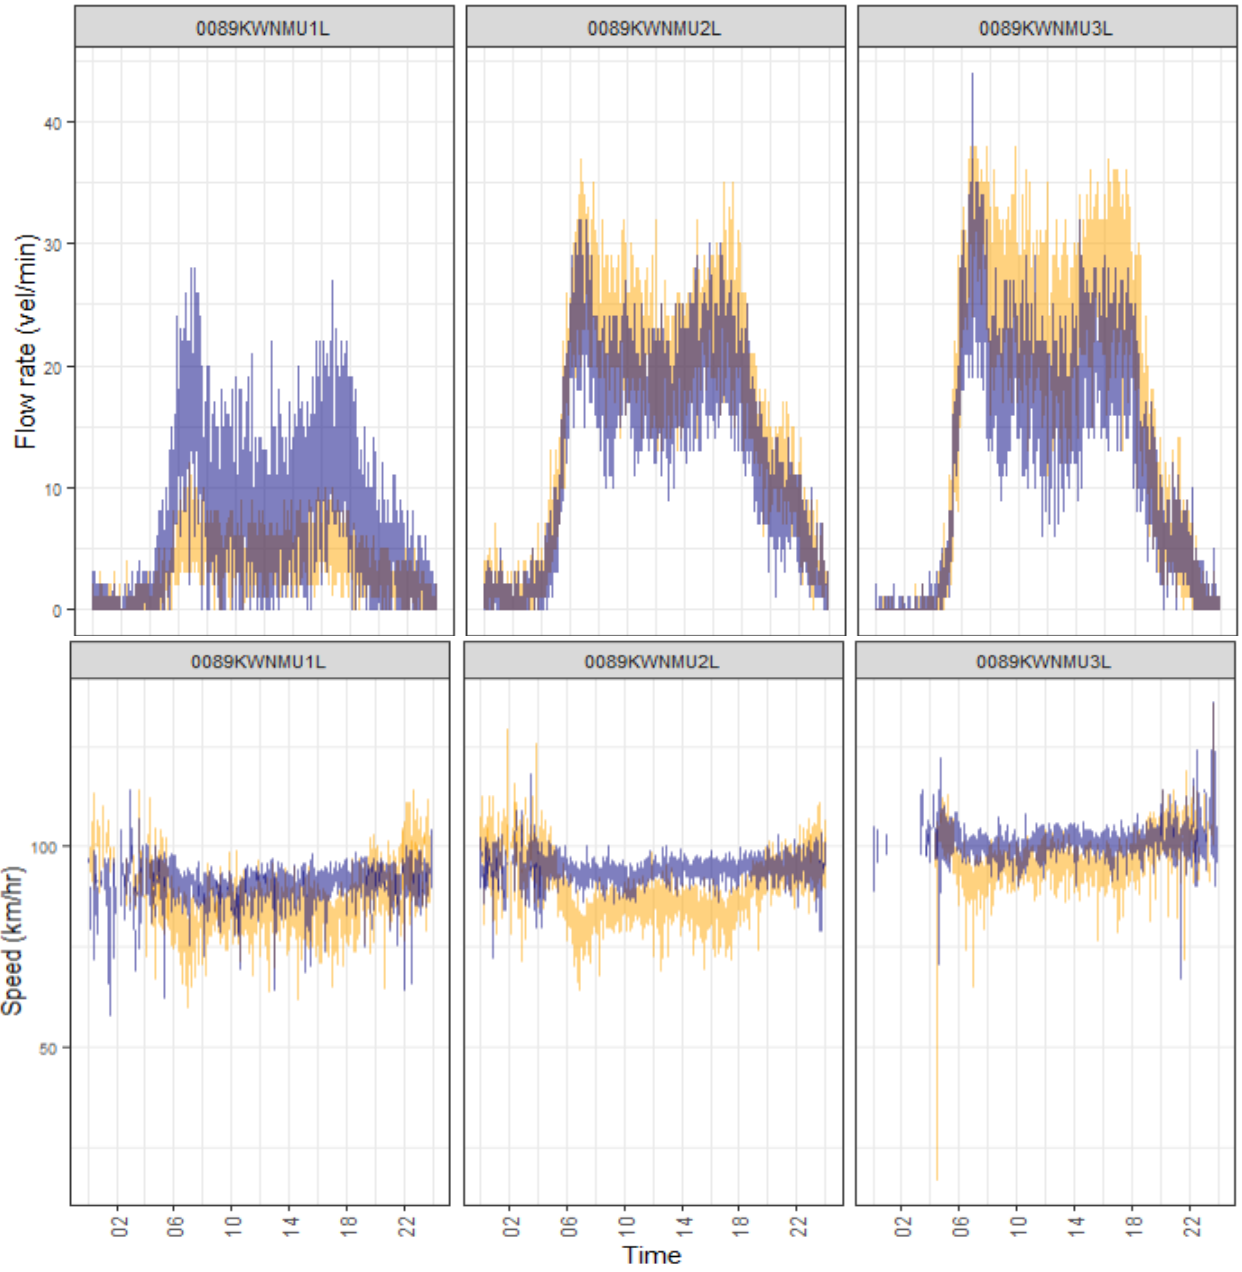 0089KWNMU1L 0089KWNMU2L 0089KWNMU3L
40
30
20
10
0
Flow rate (vel/min)
0089KWNMU1L 0089KWNMU2L 0089KWNMU3L
100
50
Speed (km/hr)
02 06 10 14 18 22 02 06 10 14 18 22 02 06 10 14 18 22
Time